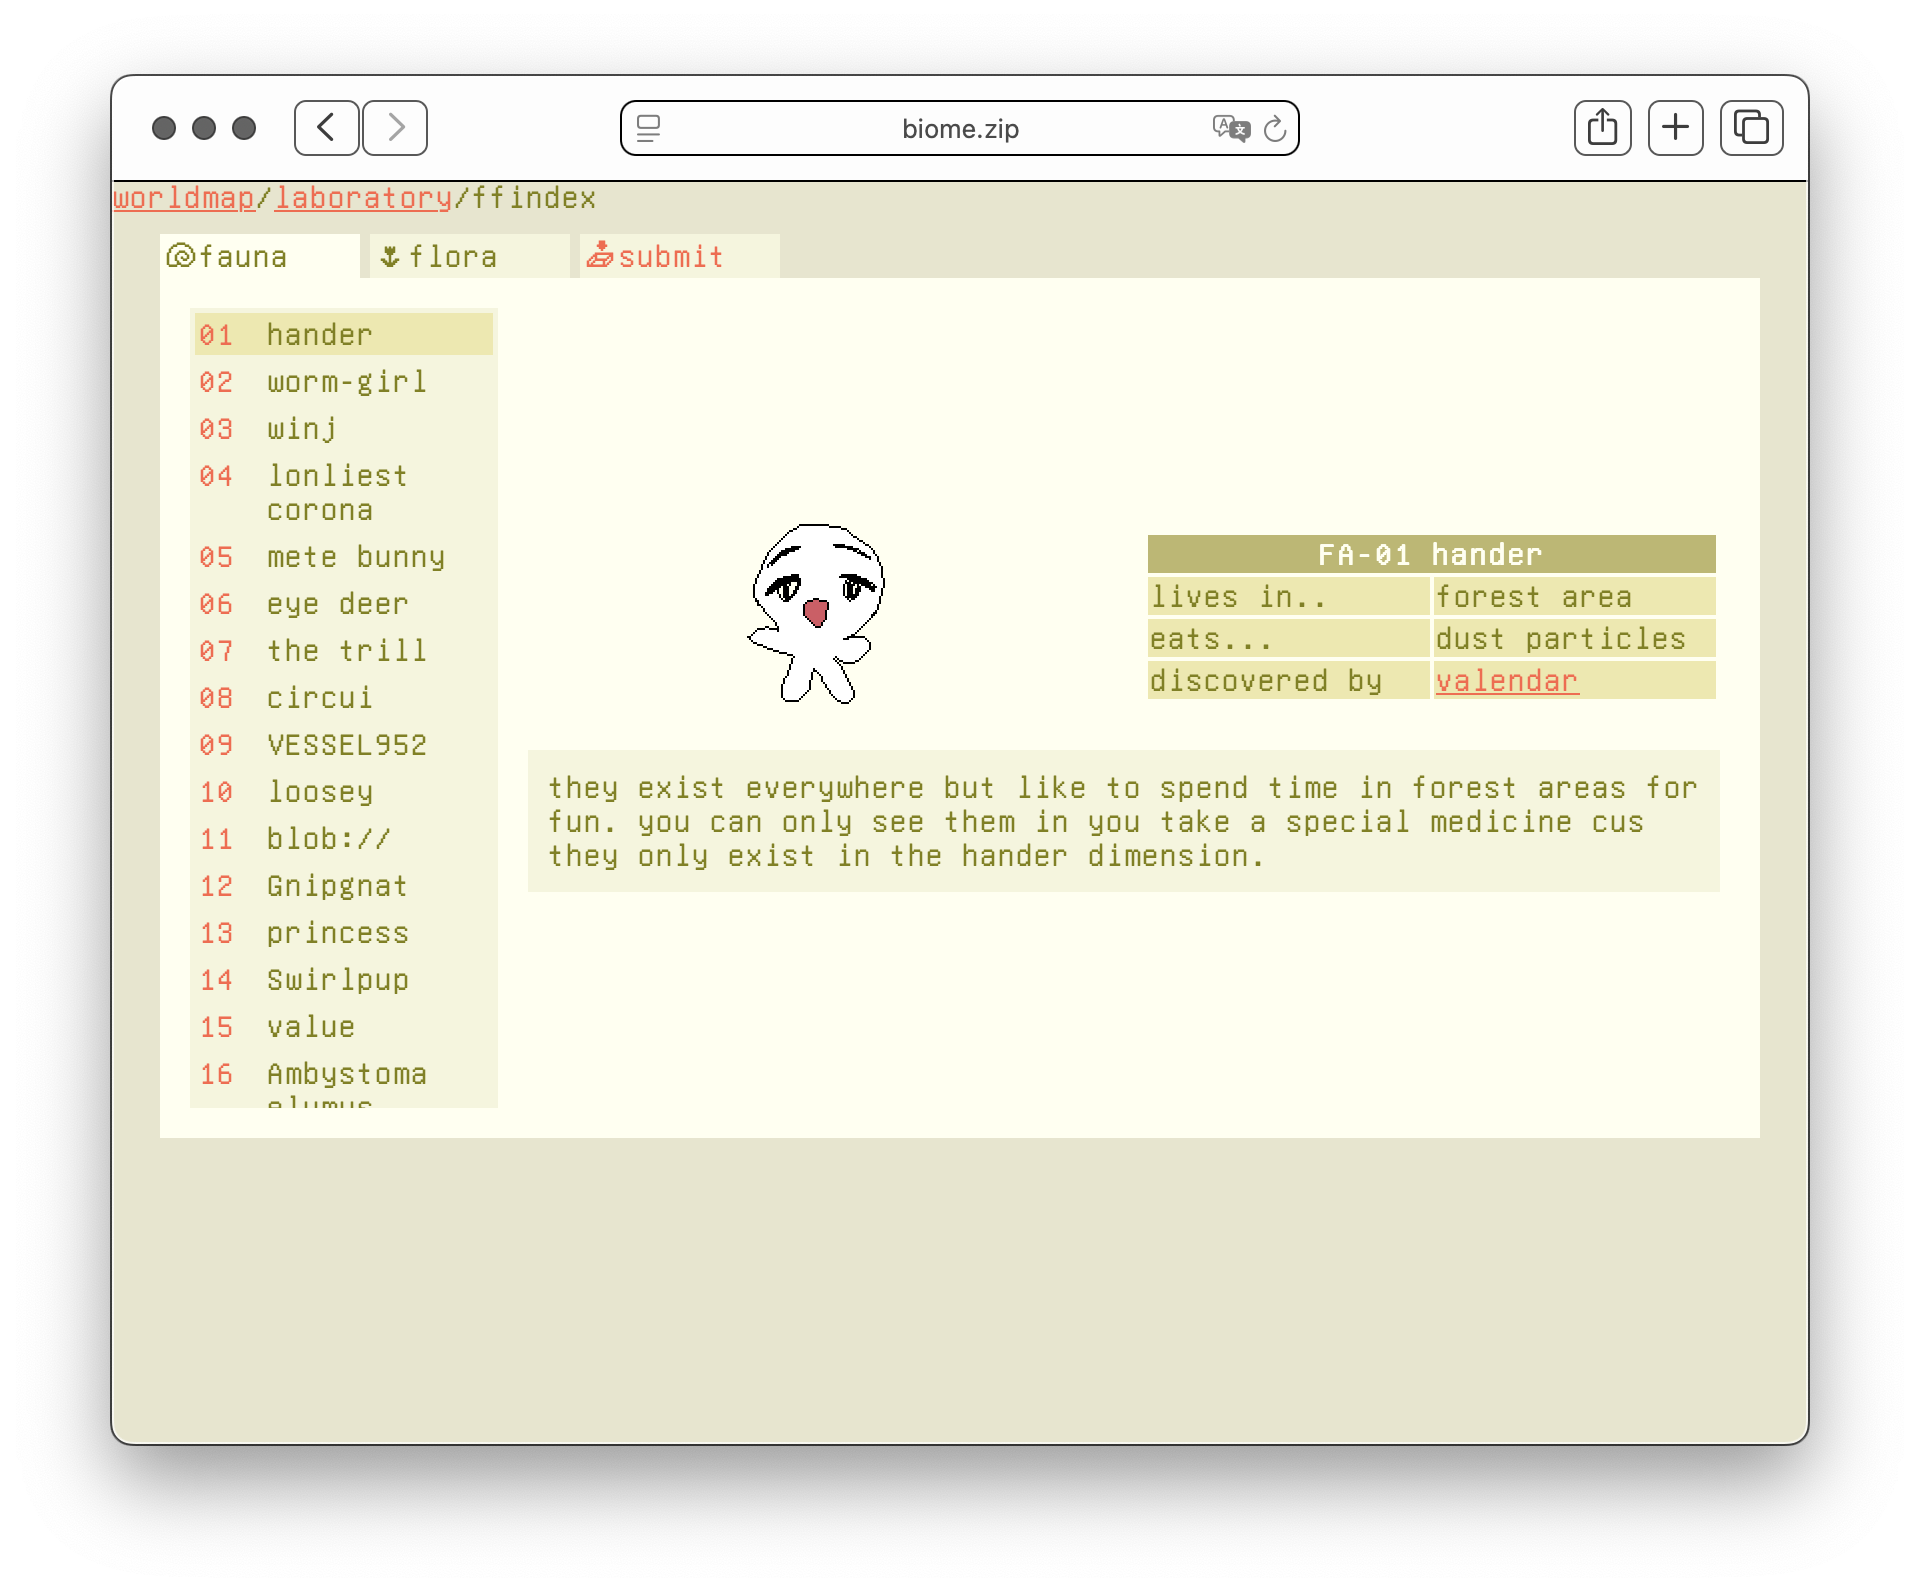 biome.zip
worldmap/laboratory/ffindex
fauna
flora
submit
01 hander
02 worm-girl
03 winj
04 lonliest
corona
05 mete bunny
06 eye deer
07 the trill
08 circui
09 VESSEL952
10 loosey
11 blob://
12 Gnipgnat
13 princess
14 Swirlpup
15 value
16 Ambystoma
FA-01 hander
lives in.. forest area
eats... dust particles
discovered by valendar
they exist everywhere but like to spend time in forest areas for
fun. you can only see them in you take a special medicine cus
they only exist in the hander dimension.